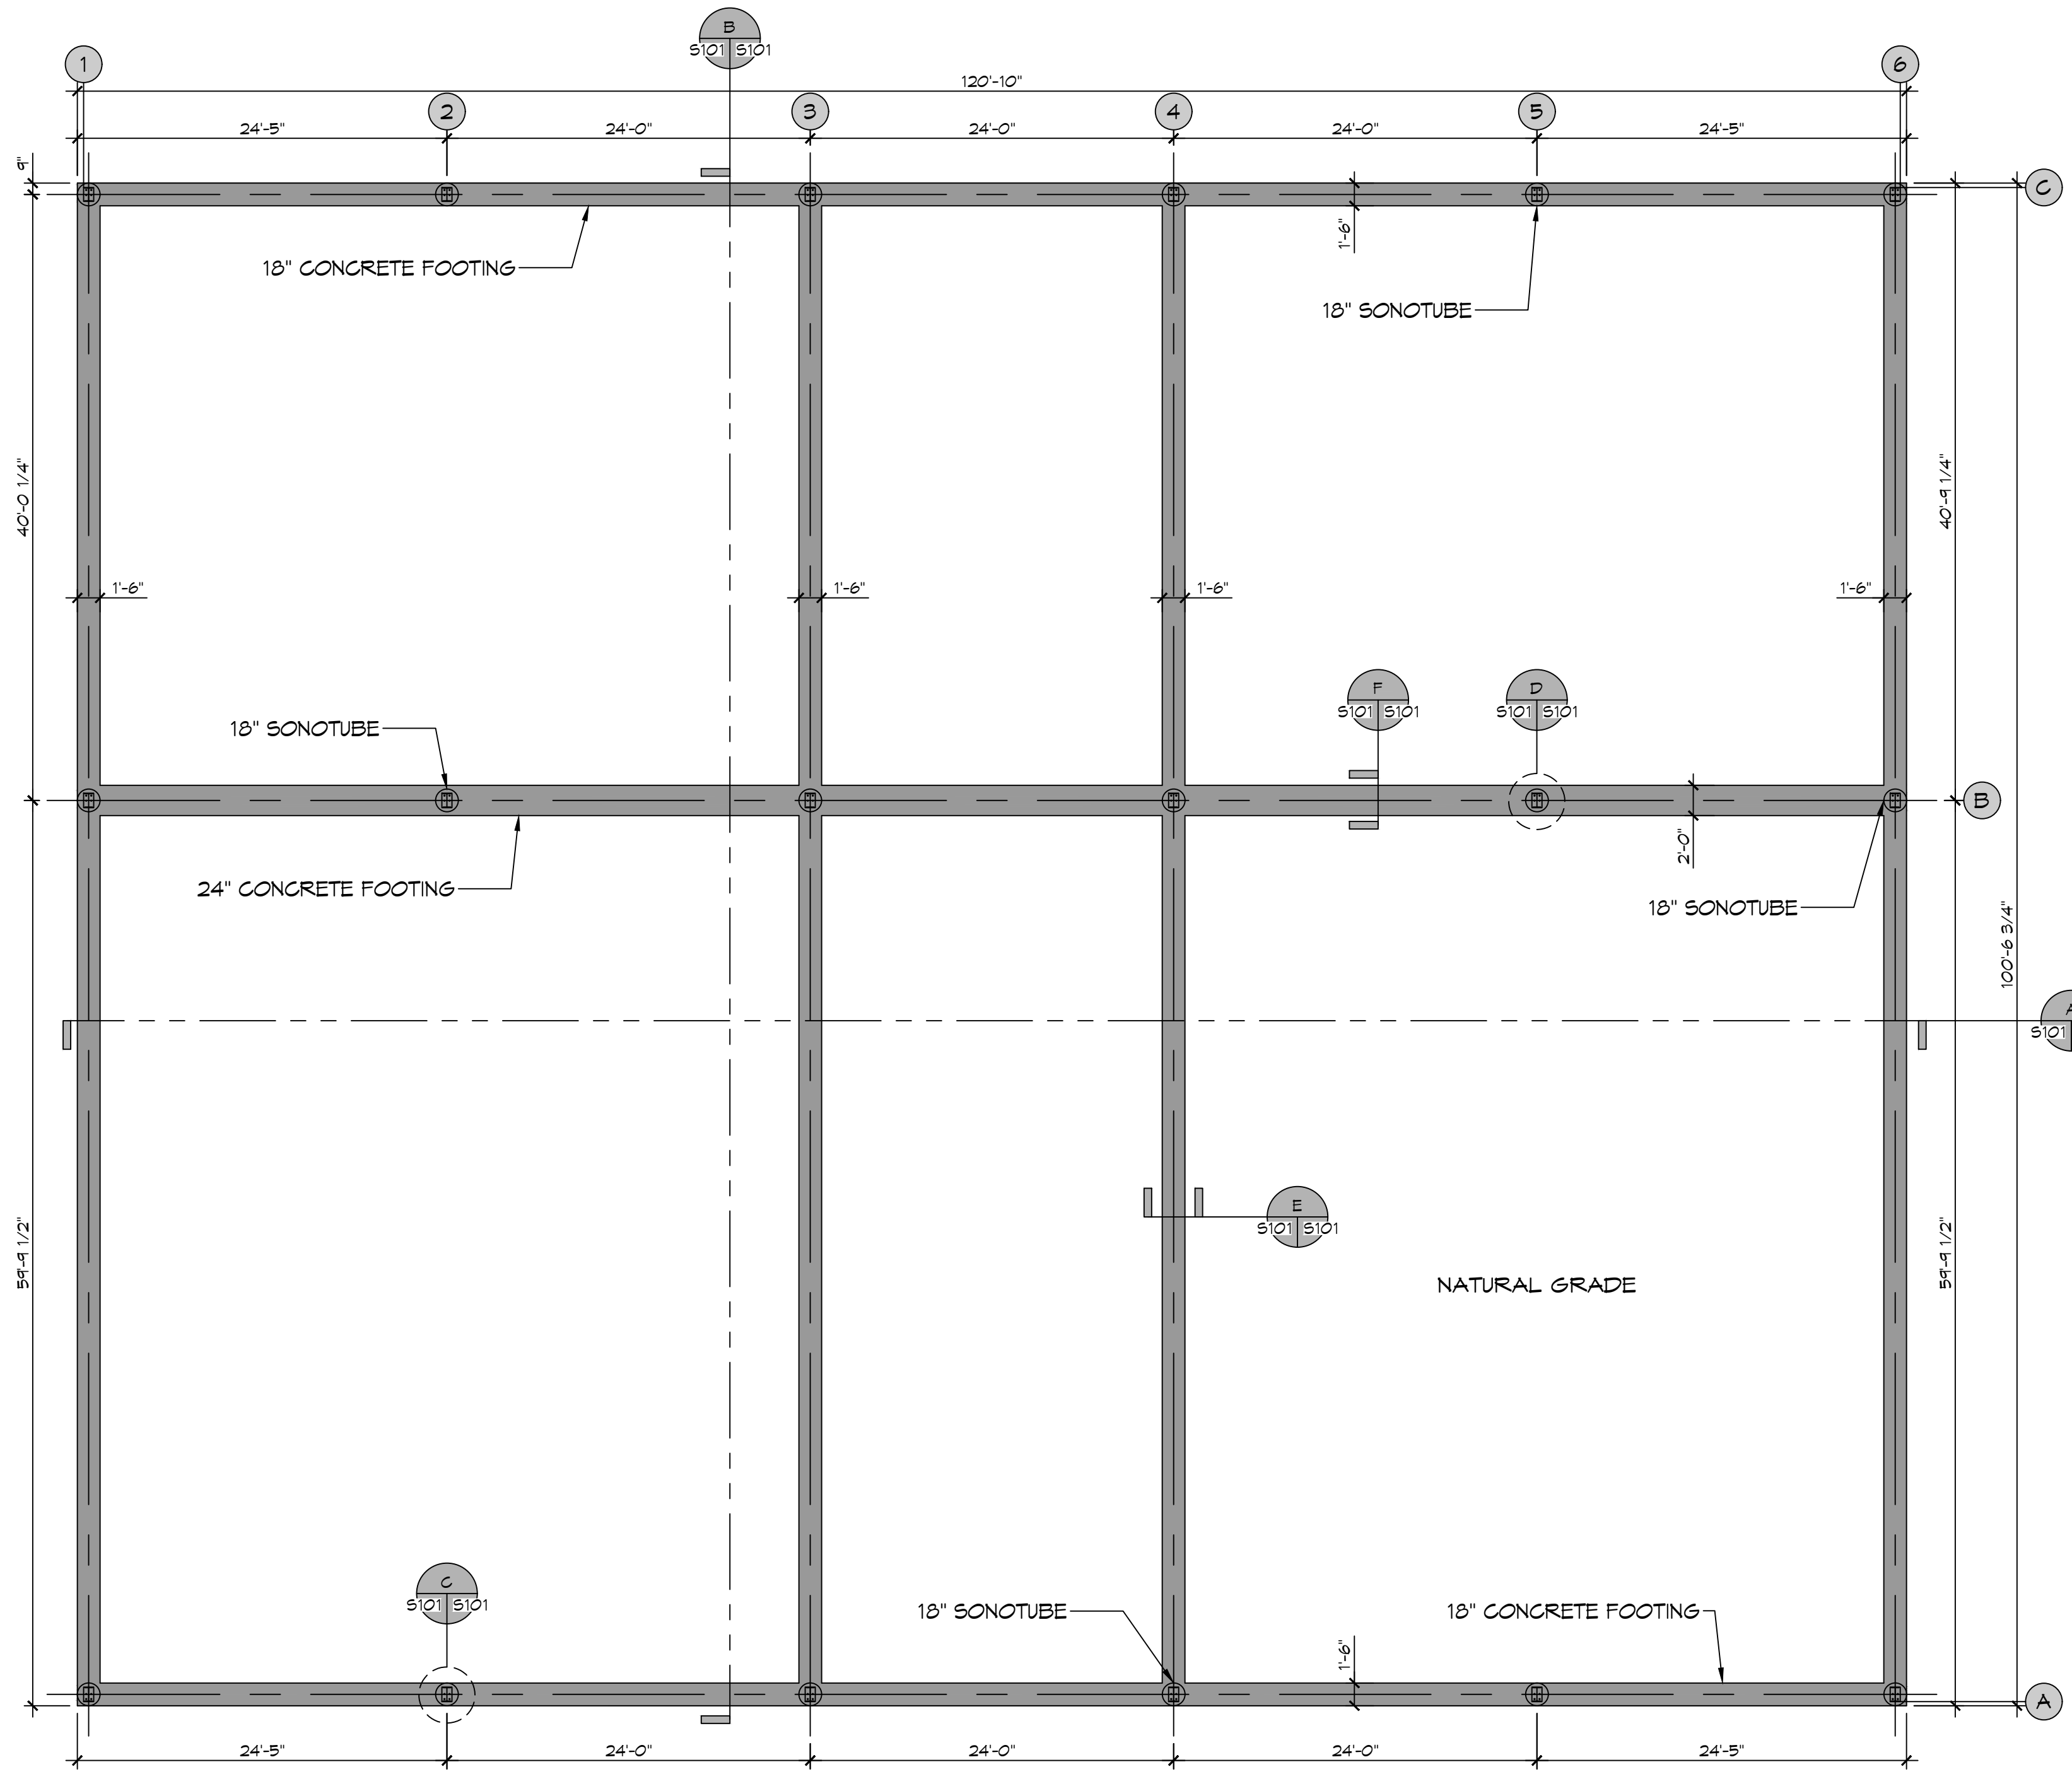 B
S101 S101
1
6
120'-10"
2
3
4
5
24'-5"
24'-0"
24'-0"
24'-0"
24'-5"
9"
C
1'-6"
18" CONCRETE FOOTING
18" SONOTUBE
40'-0 1/4"
40'-9 1/4"
1'-6"
1'-6"
1'-6"
1'-6"
F
S101 S101
D
S101 S101
18" SONOTUBE
B
2'-0"
24" CONCRETE FOOTING
18" SONOTUBE
100'-6 3/4"
S101
E
S101 S101
59'-9 1/2"
59'-9 1/2"
NATURAL GRADE
C
S101 S101
18" SONOTUBE
18" CONCRETE FOOTING
1'-6"
A
24'-5"
24'-0"
24'-0"
24'-0"
24'-5"